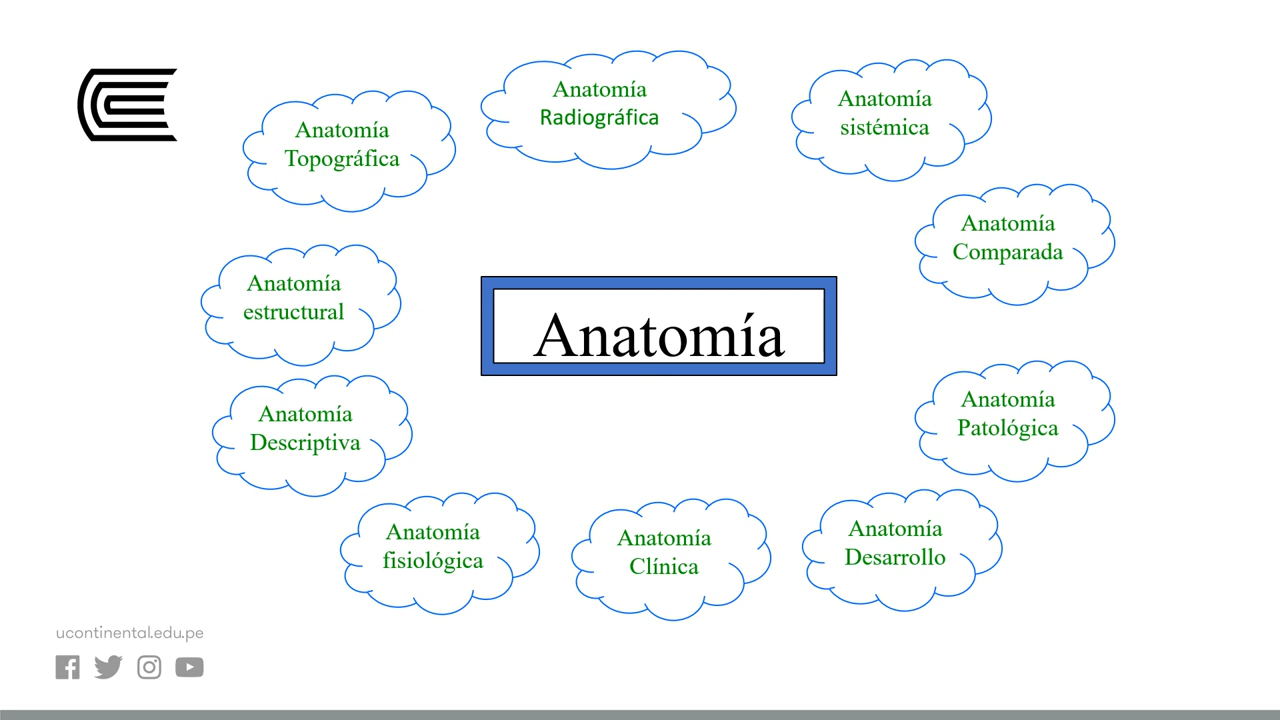 Anatomía
Topográfica
Anatomía
Radiográfica
Anatomía
sistémica
Anatomía
Comparada
Anatomía
estructural
Anatomía
Anatomía
Patológica
Anatomía
Descriptiva
Anatomía
fisiológica
Anatomía
Clínica
Anatomía
Desarrollo
ucontinental.edu.pe